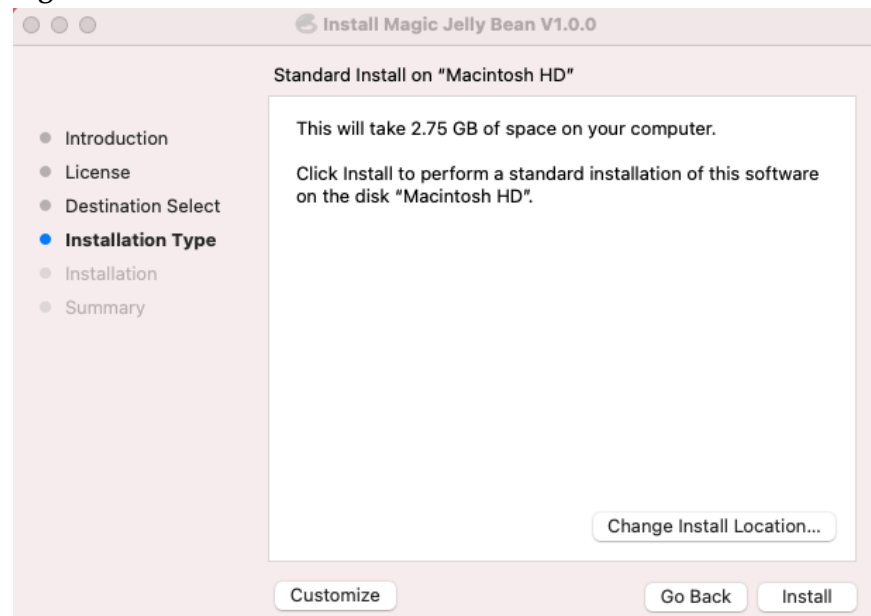 Install Magic Jelly Bean V1.0.0
Standard Install on “Macintosh HD”
Introduction
License
Destination Select
Installation Type
Installation
Summary
This will take 2.75 GB of space on your computer.
Click Install to perform a standard installation of this software
on the disk “Macintosh HD”.
Change Install Location...
Customize
Go Back
Install